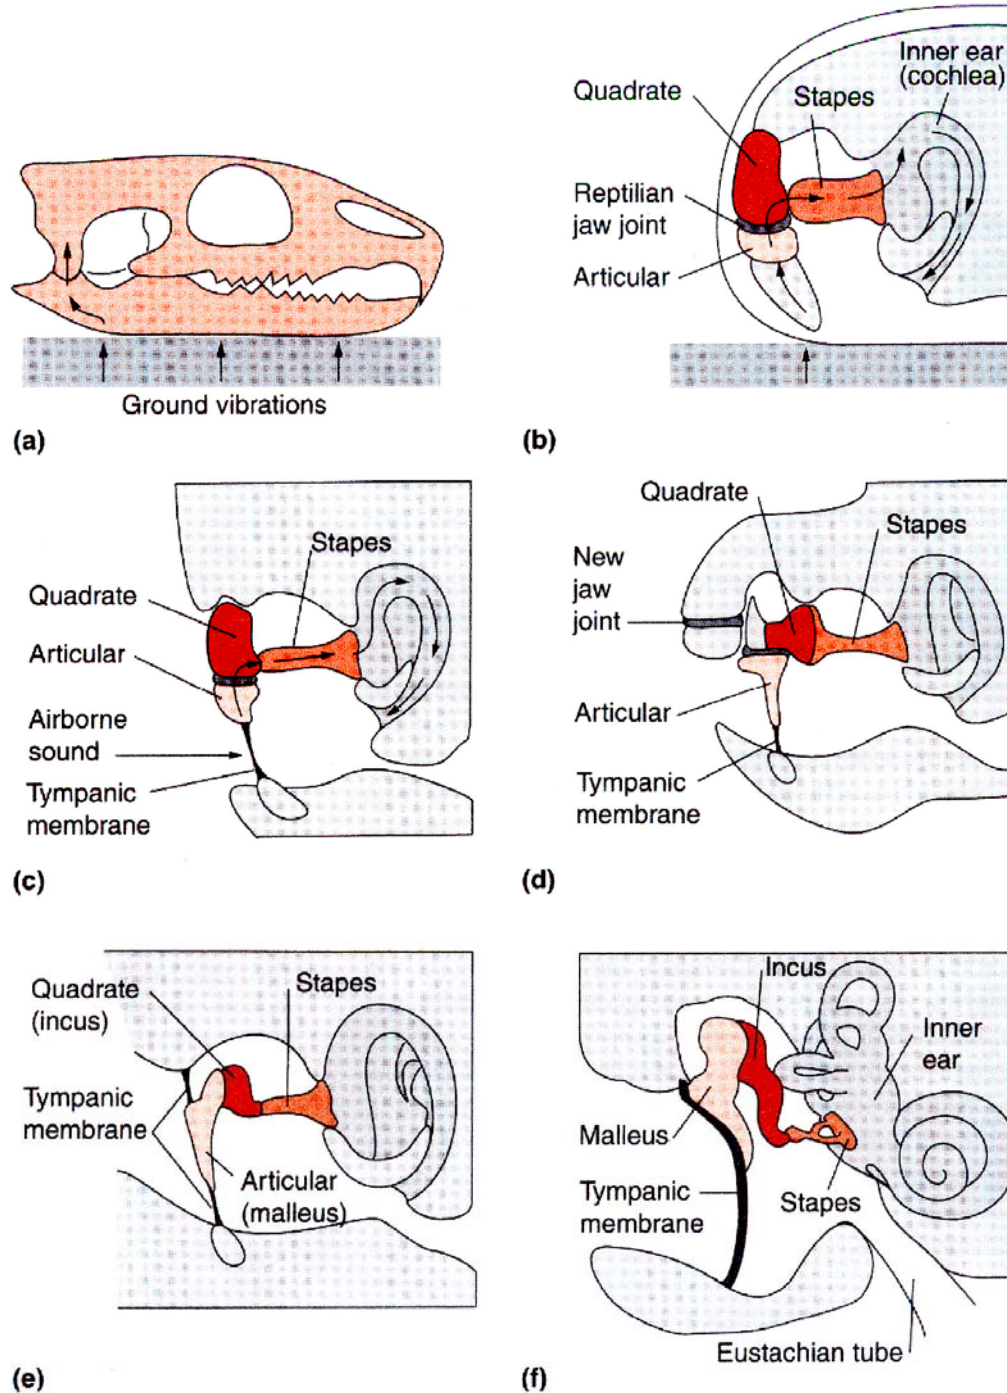 Ground vibrations
(a)
Inner ear
(cochlea)
Quadrate
Stapes
Reptilian
jaw joint
Articular
(b)
Stapes
Quadrate
Articular
Airborne
sound
Tympanic
membrane
(c)
Quadrate
Stapes
New
jaw
joint
Articular
Tympanic
membrane
(d)
Quadrate
(incus)
Stapes
Tympanic
membrane
Articular
(malleus)
(e)
Incus
Inner
ear
Malleus
Tympanic
membrane
Stapes
Eustachian tube
(f)